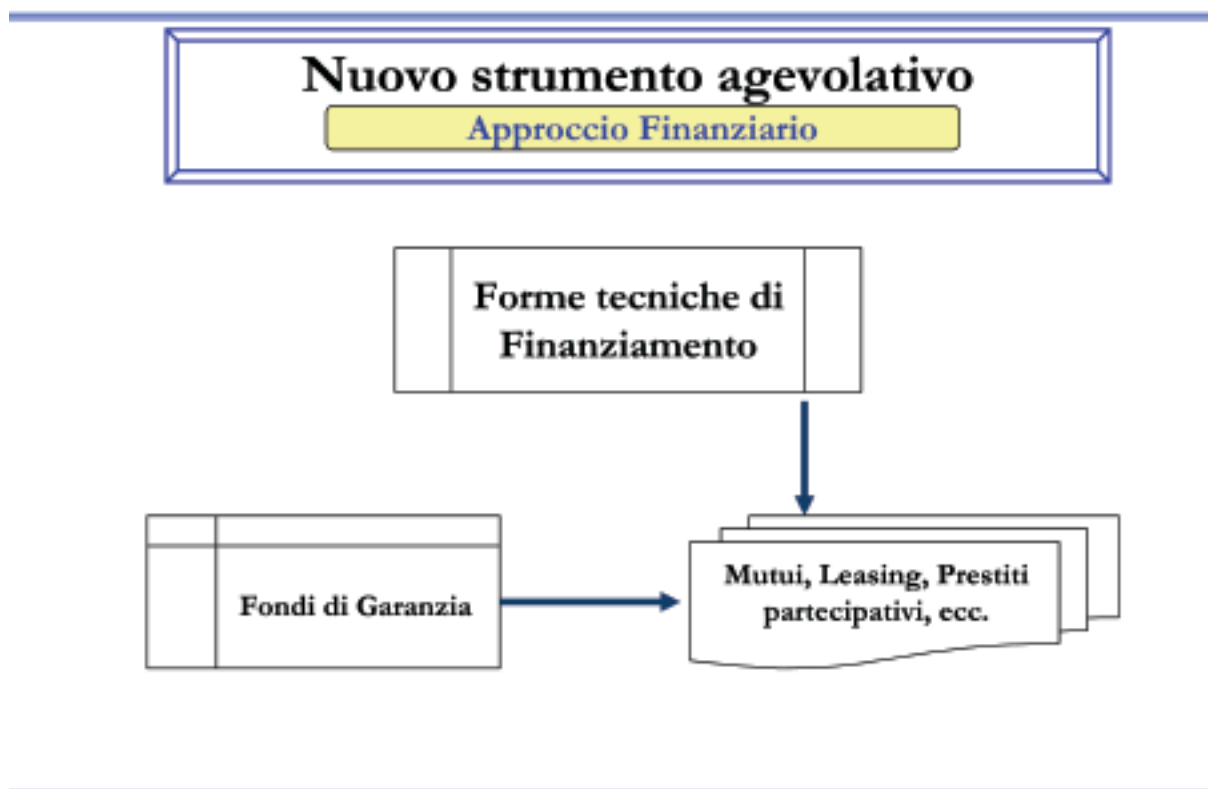 Nuovo strumento agevolativo
Approccio Finanziario
Forme tecniche di
Finanziamento
Fondi di Garanzia
Mutui, Leasing, Prestiti
partecipativi, ecc.